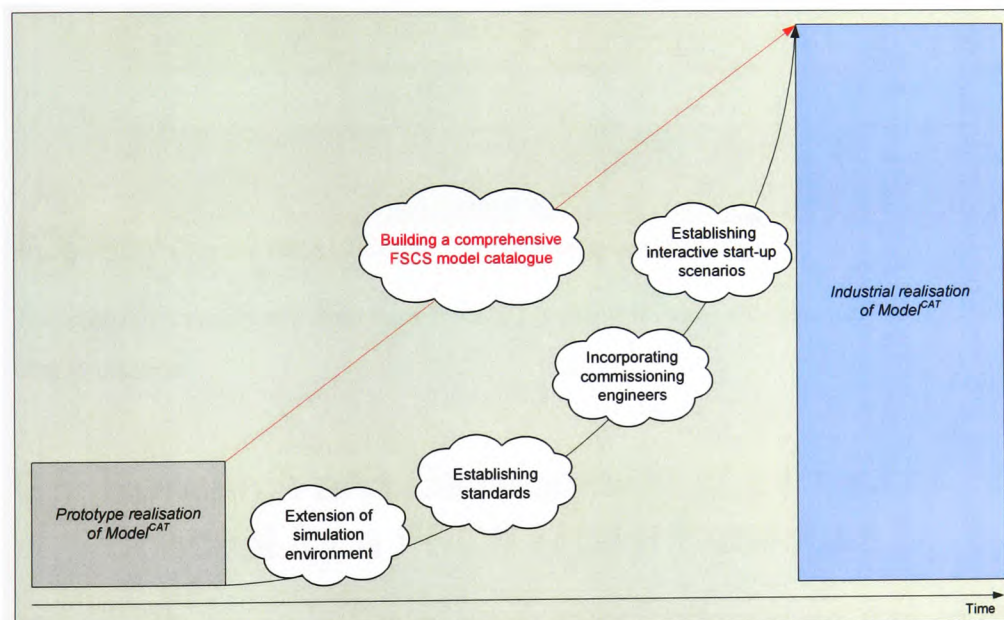 Building a comprehensive
FSCS model catalogue
Establishing
interactive start-up
scenarios
Industrial realisation
of Model^CAT
Incorporating
commissioning
engineers
Establishing
standards
Prototype realisation
of Model^CAT
Extension of
simulation
environment
Time